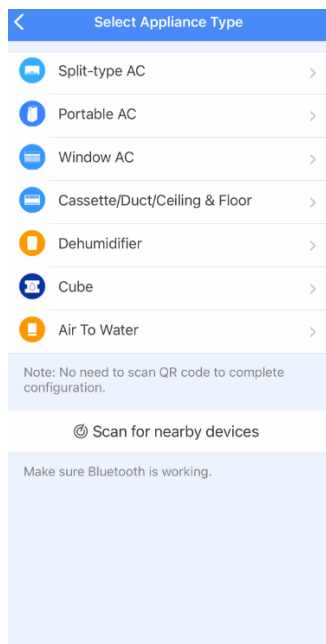 Select Appliance Type
Split-type AC
Portable AC
Window AC
Cassette/Duct/Ceiling & Floor
Dehumidifier
Cube
Air To Water
Note: No need to scan QR code to complete
configuration.
Scan for nearby devices
Make sure Bluetooth is working.